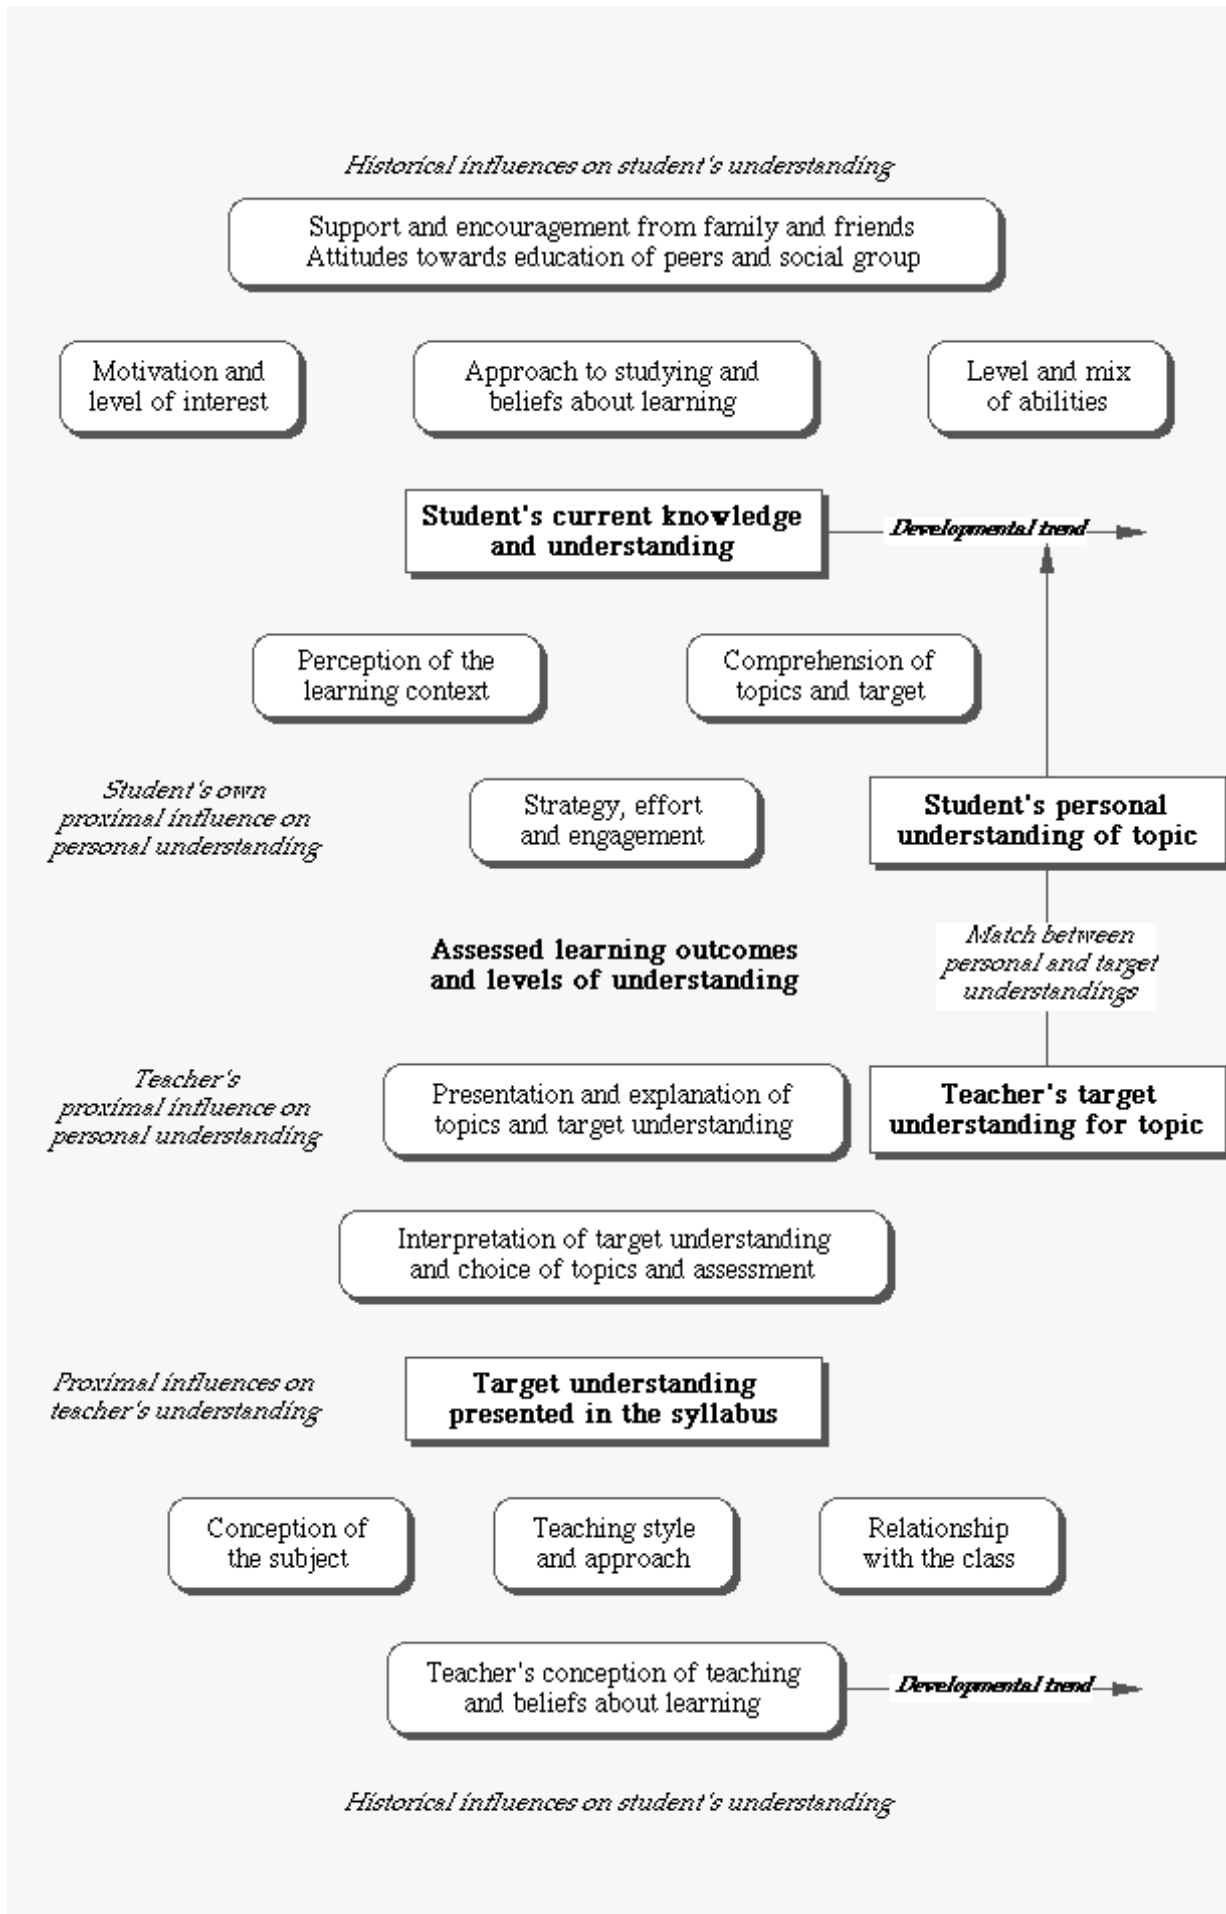 Historical influences on student's understanding
Support and encouragement from family and friends
Attitudes towards education of peers and social group
Motivation and
level of interest
Approach to studying and
beliefs about learning
Level and mix
of abilities
Student's current knowledge
and understanding
Developmental trend
Perception of the
learning context
Comprehension of
topics and target
Student's own
proximal influence on
personal understanding
Strategy, effort
and engagement
Student's personal
understanding of topic
Assessed learning outcomes
and levels of understanding
Match between
personal and target
understandings
Teacher's
proximal influence on
personal understanding
Presentation and explanation of
topics and target understanding
Teacher's target
understanding for topic
Interpretation of target understanding
and choice of topics and assessment
Proximal influences on
teacher's understanding
Target understanding
presented in the syllabus
Conception of
the subject
Teaching style
and approach
Relationship
with the class
Teacher's conception of teaching
and beliefs about learning
Developmental trend
Historical influences on student's understanding